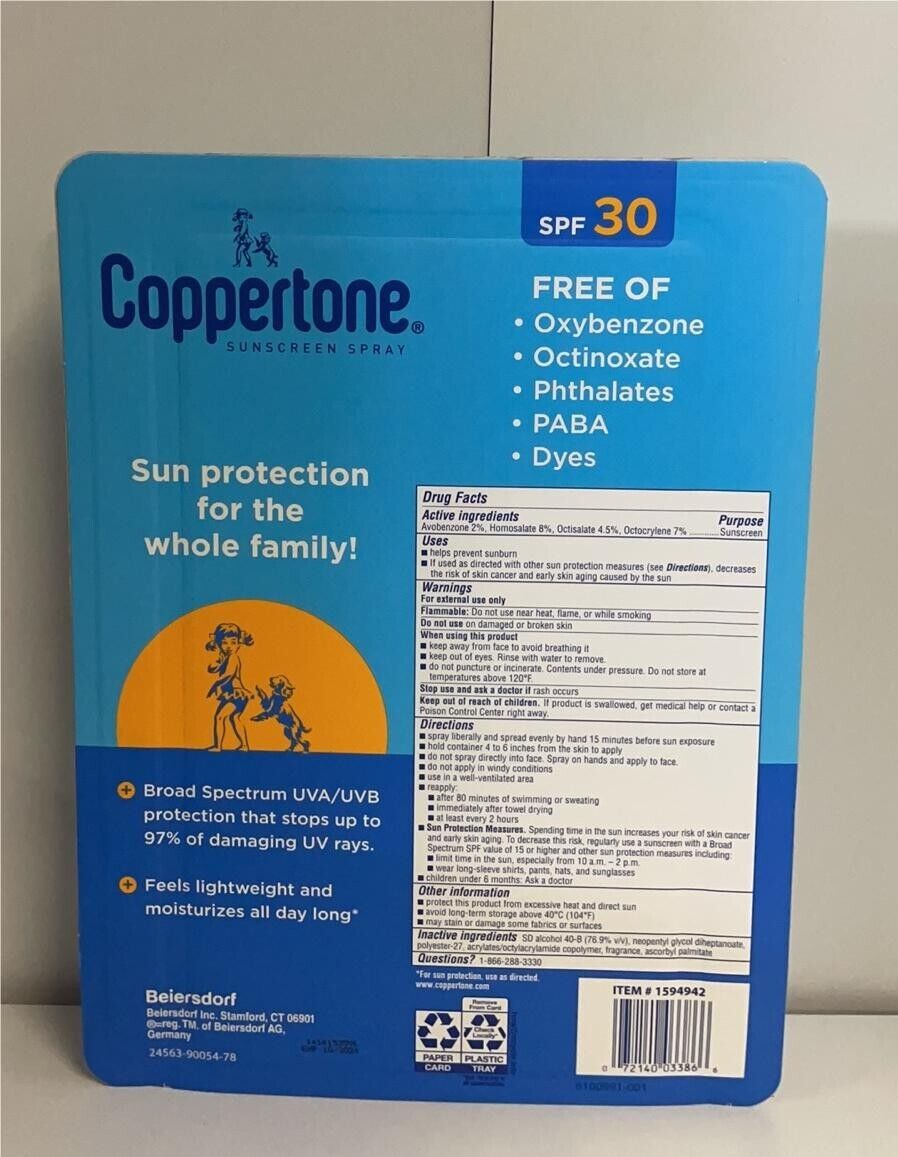 Coppertone®
SUNSCREEN SPRAY
SPF 30
FREE OF
• Oxybenzone
• Octinoxate
• Phthalates
• PABA
• Dyes
Sun protection
for the
whole family!
Broad Spectrum UVA/UVB
protection that stops up to
97% of damaging UV rays.
Feels lightweight and
moisturizes all day long*
Beiersdorf
Beiersdorf Inc. Stamford, CT 06901
®=reg. TM. of Beiersdorf AG,
Germany
24563-90054-78
Drug Facts
Active ingredients Purpose
Avobenzone 2%, Homosalate 8%, Octisalate 4.5%, Octocrylene 7% ............ Sunscreen
Uses
■ helps prevent sunburn
■ If used as directed with other sun protection measures (see Directions), decreases
the risk of skin cancer and early skin aging caused by the sun
Warnings
For external use only
Flammable: Do not use near heat, flame, or while smoking
Do not use on damaged or broken skin
When using this product
■ keep away from face to avoid breathing it
■ keep out of eyes. Rinse with water to remove.
■ do not puncture or incinerate. Contents under pressure. Do not store at
temperatures above 120°F.
Stop use and ask a doctor if rash occurs
Keep out of reach of children. If product is swallowed, get medical help or contact a
Poison Control Center right away.
Directions
■ spray liberally and spread evenly by hand 15 minutes before sun exposure
■ hold container 4 to 6 inches from the skin to apply
■ do not spray directly into face. Spray on hands and apply to face.
■ do not apply in windy conditions
■ use in a well-ventilated area
■ reapply:
■ after 80 minutes of swimming or sweating
■ immediately after towel drying
■ at least every 2 hours
■ Sun Protection Measures. Spending time in the sun increases your risk of skin cancer
and early skin aging. To decrease this risk, regularly use a sunscreen with a Broad
Spectrum SPF value of 15 or higher and other sun protection measures including:
■ limit time in the sun, especially from 10 a.m. – 2 p.m.
■ wear long-sleeve shirts, pants, hats, and sunglasses
■ children under 6 months: Ask a doctor
Other information
■ protect this product from excessive heat and direct sun
■ avoid long-term storage above 40°C (104°F)
■ may stain or damage some fabrics or surfaces
Inactive ingredients SD alcohol 40-B (76.9% v/v), neopentyl glycol diheptanoate,
polyester-27, acrylates/octylacrylamide copolymer, fragrance, ascorbyl palmitate
Questions? 1-866-288-3330
*For sun protection, use as directed.
www.coppertone.com
Remove
From Card
Check
Locally*
PAPER
CARD
PLASTIC
TRAY
ITEM # 1594942
0 72140 03386 6
6100991-001